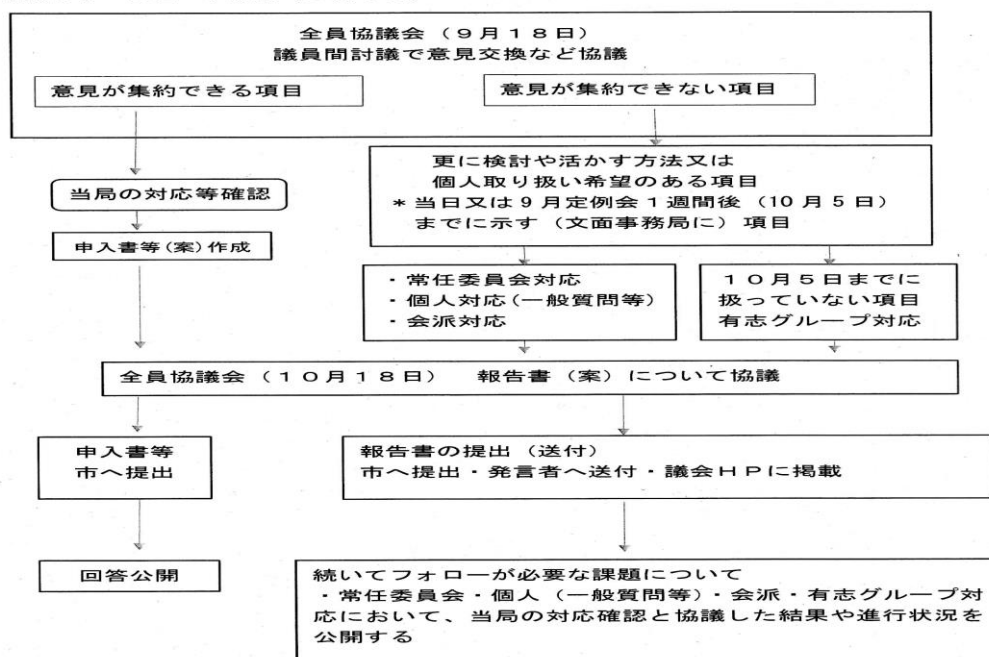 全員協議会（９月１８日）
議員間討議で意見交換など協議
意見が集約できる項目
意見が集約できない項目
当局の対応等確認
申入書等（案）作成
更に検討や活かす方法又は
個人取り扱い希望のある項目
＊当日又は９月定例会１週間後（10月５日）
までに示す（文面事務局に）項目
・常任委員会対応
・個人対応（一般質問等）
・会派対応
１０月５日までに
扱っていない項目
有志グループ対応
全員協議会（１０月１８日）　報告書（案）について協議
申入書等
市へ提出
報告書の提出（送付）
市へ提出・発言者へ送付・議会ＨＰに掲載
回答公開
続いてフォローが必要な課題について
・常任委員会・個人（一般質問等）・会派・有志グループ対
応において、当局の対応確認と協議した結果や進行状況を
公開する